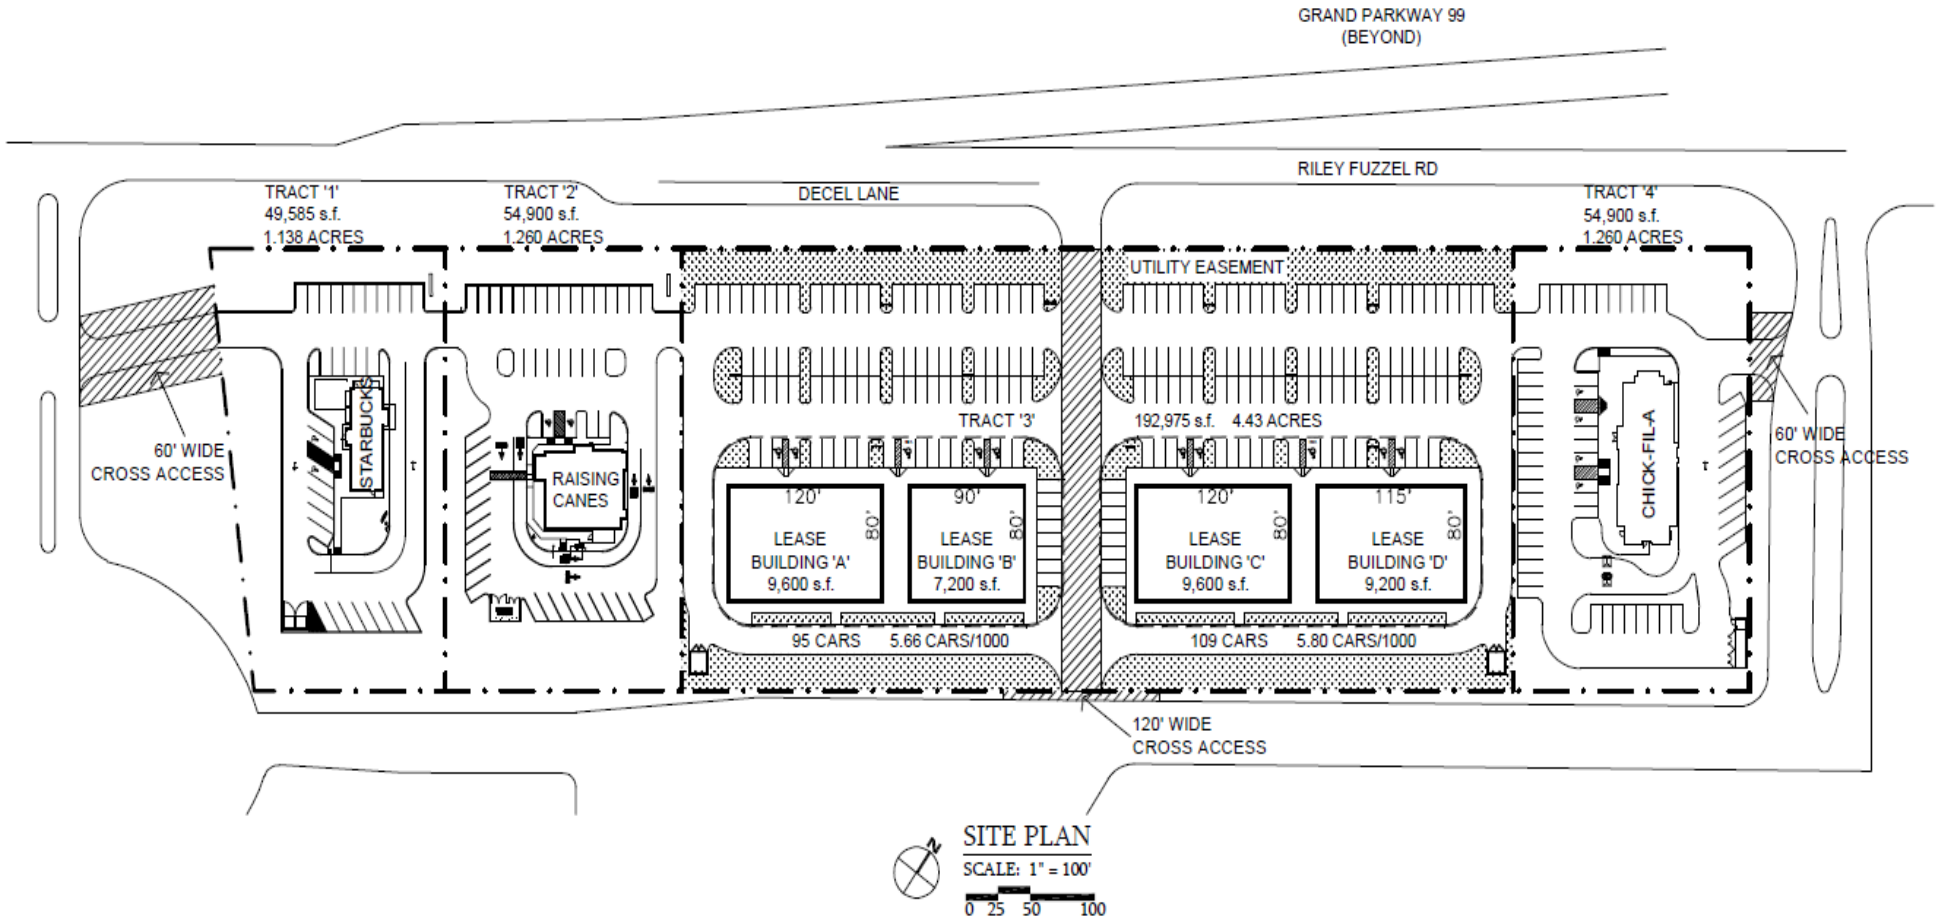 GRAND PARKWAY 99
(BEYOND)
RILEY FUZZEL RD
DECEL LANE
TRACT '1'
49,585 s.f.
1.138 ACRES
TRACT '2'
54,900 s.f.
1.260 ACRES
TRACT '4'
54,900 s.f.
1.260 ACRES
UTILITY EASEMENT
60' WIDE
CROSS ACCESS
STARBUCKS
RAISING
CANES
TRACT '3'
192,975 s.f. 4.43 ACRES
CHICK-FIL-A
60' WIDE
CROSS ACCESS
120'
80'
LEASE
BUILDING 'A'
9,600 s.f.
90'
80'
LEASE
BUILDING 'B'
7,200 s.f.
120'
80'
LEASE
BUILDING 'C'
9,600 s.f.
115'
80'
LEASE
BUILDING 'D'
9,200 s.f.
95 CARS 5.66 CARS/1000
109 CARS 5.80 CARS/1000
120' WIDE
CROSS ACCESS
N
SITE PLAN
SCALE: 1" = 100'
0 25 50 100